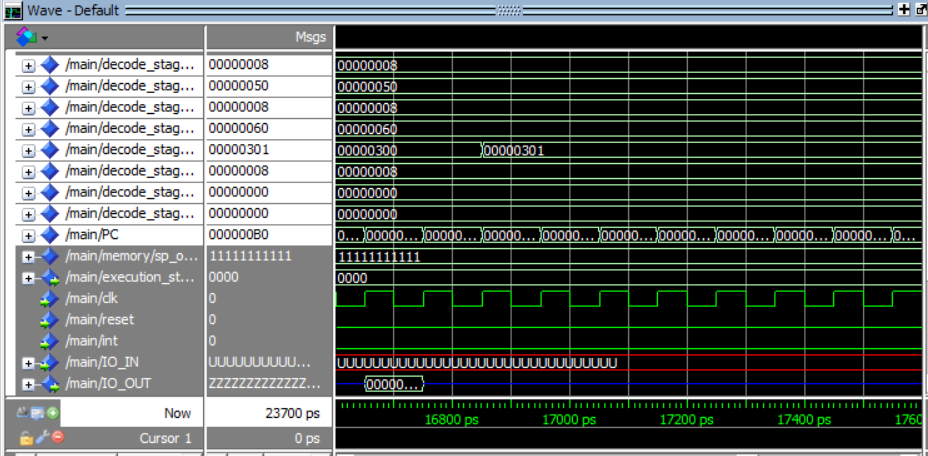 Wave - Default
Msgs
/main/decode_stag... 00000008 00000008
/main/decode_stag... 00000050 00000050
/main/decode_stag... 00000008 00000008
/main/decode_stag... 00000060 00000060
/main/decode_stag... 00000301 00000300 00000301
/main/decode_stag... 00000008 00000008
/main/decode_stag... 00000000 00000000
/main/decode_stag... 00000000 00000000
/main/PC 000000B0 0... 00000... 00000... 00000... 00000... 00000... 00000... 00000... 00000... 00000... 0...
/main/memory/sp_o... 11111111111 11111111111
/main/execution_st... 0000 0000
/main/clk 0
/main/reset 0
/main/int 0
/main/IO_IN UUUUUUUUUU... UUUUUUUUUUUUUUUUUUUUUUUUUUUUUUUU
/main/IO_OUT ZZZZZZZZZZZZZ... 00000...
Now 23700 ps 16800 ps 17000 ps 17200 ps 17400 ps 1760
Cursor 1 0 ps